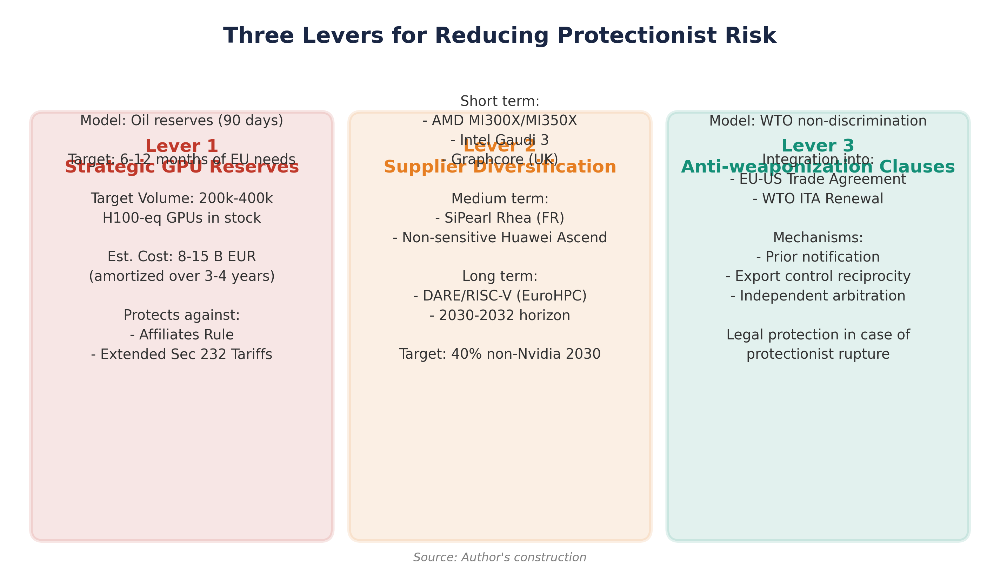 Three Levers for Reducing Protectionist Risk
Model: Oil reserves (90 days)
Lever 1
Target: 6-12 months of EU needs
Strategic GPU Reserves
Target Volume: 200k-400k
H100-eq GPUs in stock
Est. Cost: 8-15 B EUR
(amortized over 3-4 years)
Protects against:
- Affiliates Rule
- Extended Sec 232 Tariffs
Short term:
- AMD MI300X/MI350X
- Intel Gaudi 3
Lever 2
- Graphcore (UK)
Supplier Diversification
Medium term:
- SiPearl Rhea (FR)
- Non-sensitive Huawei Ascend
Long term:
- DARE/RISC-V (EuroHPC)
- 2030-2032 horizon
Target: 40% non-Nvidia 2030
Model: WTO non-discrimination
Lever 3
Integration into:
Anti-weaponization Clauses
- EU-US Trade Agreement
- WTO ITA Renewal
Mechanisms:
- Prior notification
- Export control reciprocity
- Independent arbitration
Legal protection in case of
protectionist rupture
Source: Author's construction